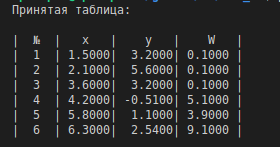 Принятая таблица:
| № | x | y | W |
| 1 | 1.5000| 3.2000| 0.1000 |
| 2 | 2.1000| 5.6000| 0.1000 |
| 3 | 3.6000| 3.2000| 0.1000 |
| 4 | 4.2000| -0.5100| 5.1000 |
| 5 | 5.8000| 1.1000| 3.9000 |
| 6 | 6.3000| 2.5400| 9.1000 |